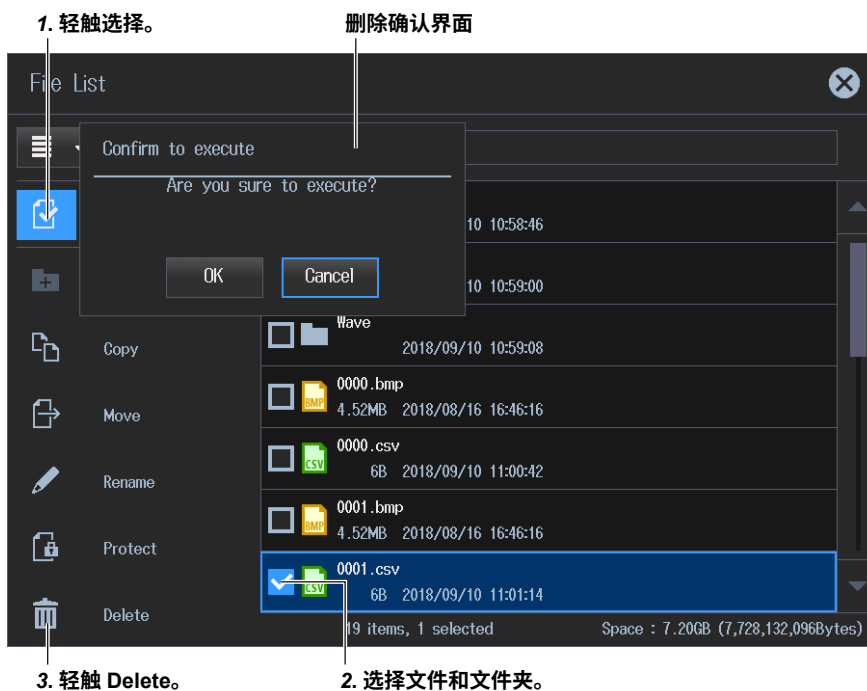 1. 轻触选择。
删除确认界面
File List
Confirm to execute
Are you sure to execute?
OK
Cancel
10 10:58:46
10 10:59:00
Wave
2018/09/10 10:59:08
Copy
0000.bmp
BMP
4.52MB 2018/08/16 16:46:16
Move
0000.csv
CSV
6B 2018/09/10 11:00:42
Rename
0001.bmp
BMP
4.52MB 2018/08/16 16:46:16
Protect
0001.csv
CSV
6B 2018/09/10 11:01:14
Delete
19 items, 1 selected
Space : 7.20GB (7,728,132,096Bytes)
3. 轻触 Delete。
2. 选择文件和文件夹。